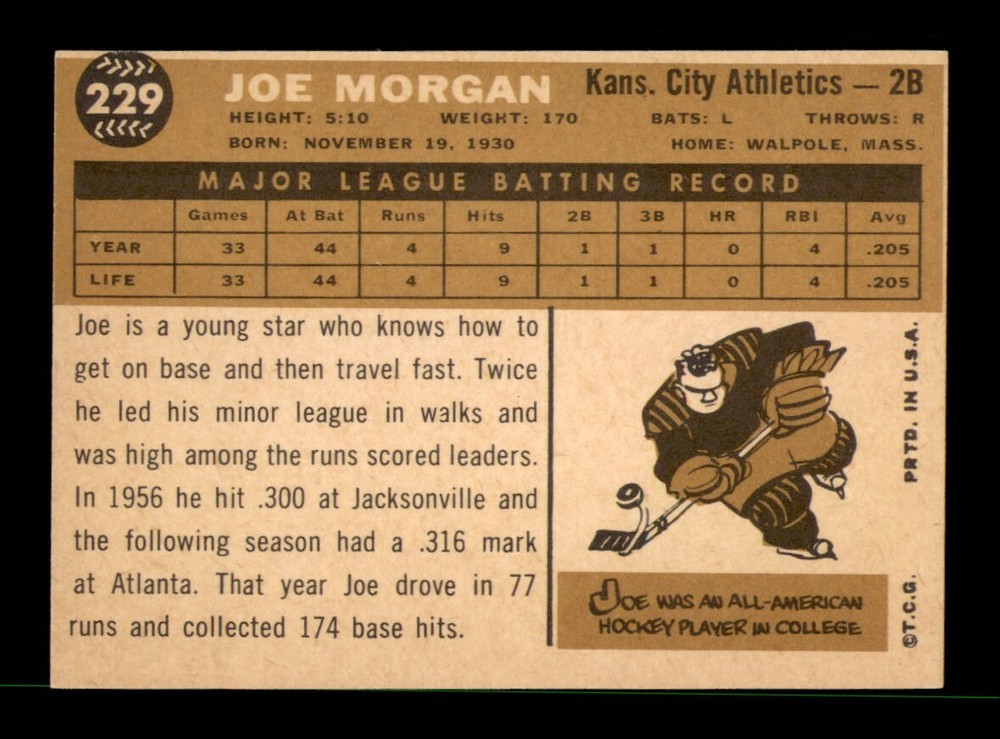 229
JOE MORGAN Kans. City Athletics — 2B
HEIGHT: 5:10 WEIGHT: 170 BATS: L THROWS: R
BORN: NOVEMBER 19, 1930 HOME: WALPOLE, MASS.
MAJOR LEAGUE BATTING RECORD
Games At Bat Runs Hits 2B 3B HR RBI Avg
YEAR 33 44 4 9 1 1 0 4 .205
LIFE 33 44 4 9 1 1 0 4 .205
Joe is a young star who knows how to
get on base and then travel fast. Twice
he led his minor league in walks and
was high among the runs scored leaders.
In 1956 he hit .300 at Jacksonville and
the following season had a .316 mark
at Atlanta. That year Joe drove in 77
runs and collected 174 base hits.
JOE WAS AN ALL-AMERICAN
HOCKEY PLAYER IN COLLEGE
©T.C.G. PRTD. IN U.S.A.